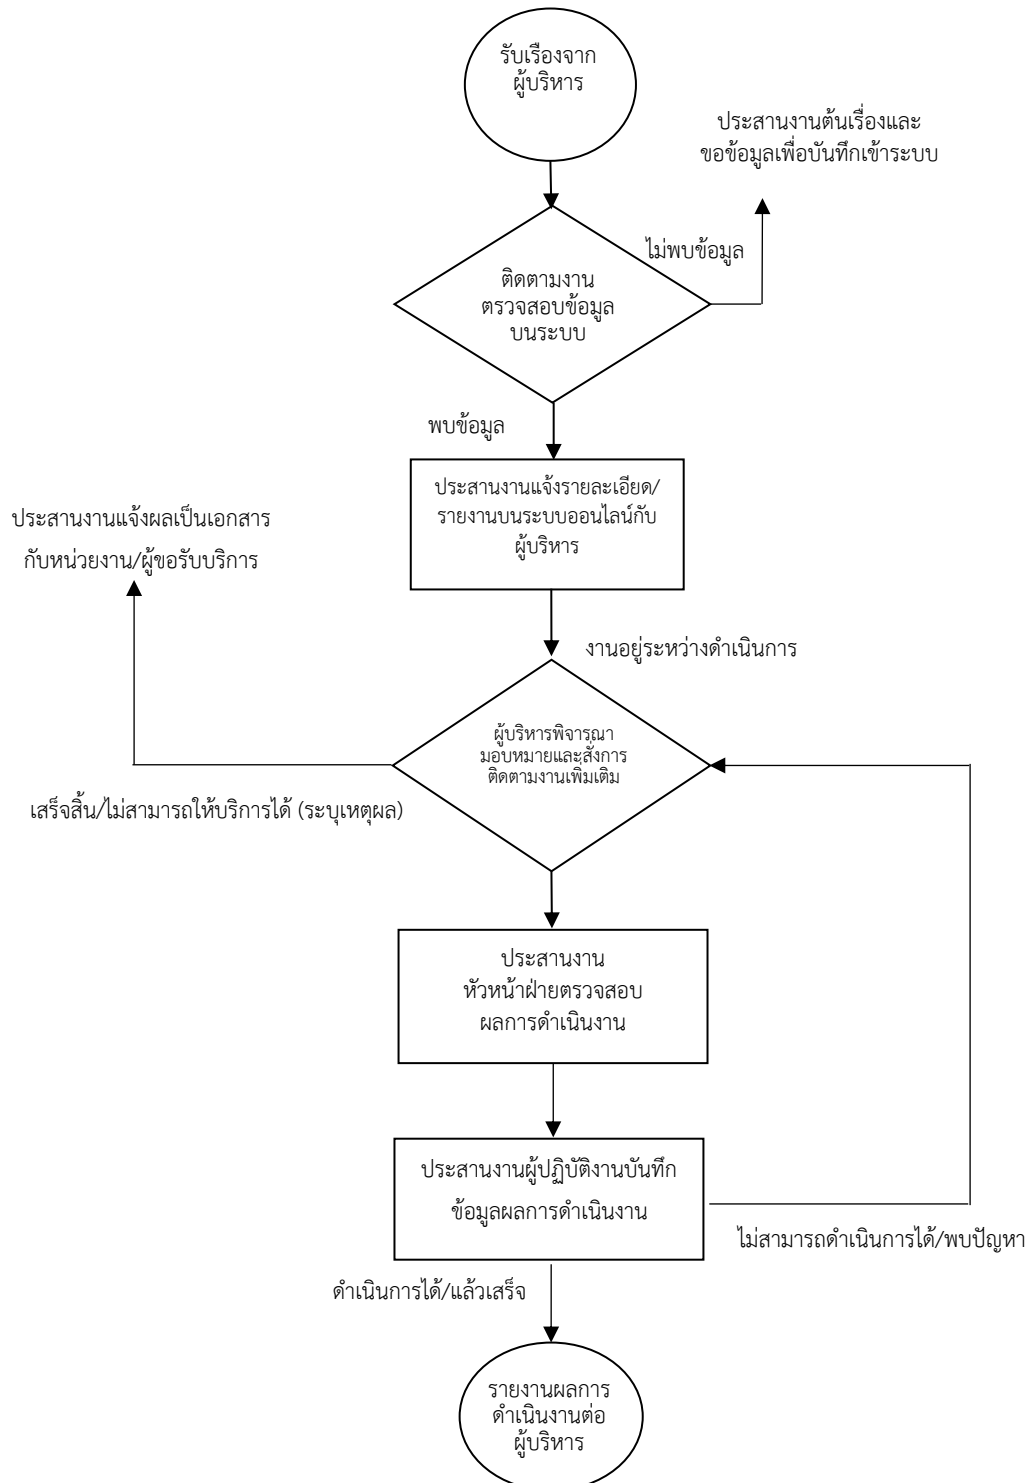 รับเรื่องจาก
ผู้บริหาร
ประสานงานต้นเรื่องและ
ขอข้อมูลเพื่อบันทึกเข้าระบบ
ไม่พบข้อมูล
ติดตามงาน
ตรวจสอบข้อมูล
บนระบบ
พบข้อมูล
ประสานงานแจ้งรายละเอียด/
รายงานบนระบบออนไลน์กับ
ผู้บริหาร
ประสานงานแจ้งผลเป็นเอกสาร
กับหน่วยงาน/ผู้ขอรับบริการ
งานอยู่ระหว่างดำเนินการ
ผู้บริหารพิจารณา
มอบหมายและสั่งการ
ติดตามงานเพิ่มเติม
เสร็จสิ้น/ไม่สามารถให้บริการได้ (ระบุเหตุผล)
ประสานงาน
หัวหน้าฝ่ายตรวจสอบ
ผลการดำเนินงาน
ประสานงานผู้ปฏิบัติงานบันทึก
ข้อมูลผลการดำเนินงาน
ไม่สามารถดำเนินการได้/พบปัญหา
ดำเนินการได้/แล้วเสร็จ
รายงานผลการ
ดำเนินงานต่อ
ผู้บริหาร